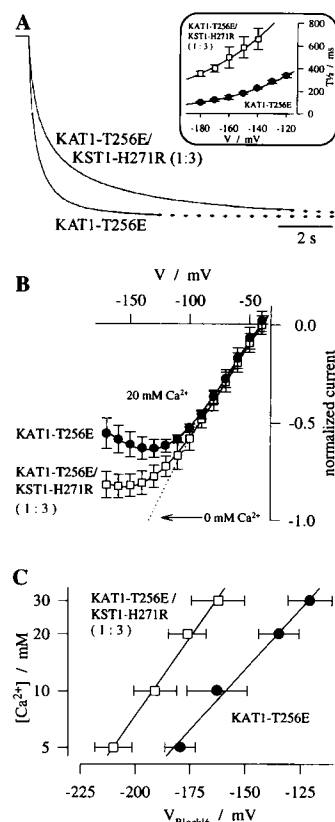 A
KAT1-T256E/
KST1-H271R
(1:3)
KAT1-T256E
800
600
400
200
0
T½ / ms
-180 -160 -140 -120
V / mV
KAT1-T256E/
KST1-H271R (1:3)
KAT1-T256E
2 s
B
V / mV
-150 -100 -50
0.0
-0.5
-1.0
normalized current
20 mM Ca²⁺
KAT1-T256E
KAT1-T256E/
KST1-H271R
(1:3)
0 mM Ca²⁺
C
KAT1-T256E/
KST1-H271R
(1:3)
30
20
10
5
[Ca²⁺] / mM
KAT1-T256E
-225 -200 -175 -150 -125
/ mV